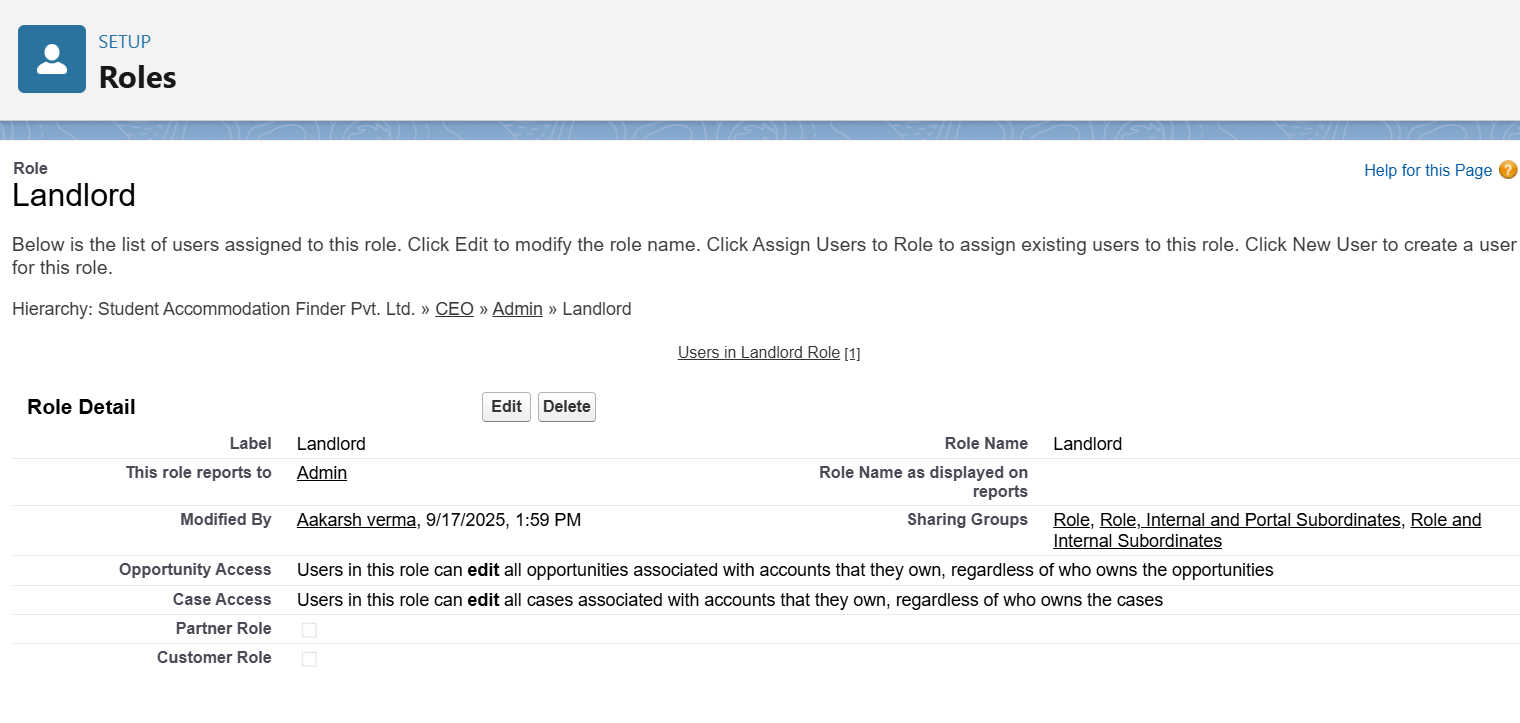 SETUP
Roles
Role
Landlord
Help for this Page ?
Below is the list of users assigned to this role. Click Edit to modify the role name. Click Assign Users to Role to assign existing users to this role. Click New User to create a user
for this role.
Hierarchy: Student Accommodation Finder Pvt. Ltd. » CEO » Admin » Landlord
Users in Landlord Role [1]
Role Detail Edit Delete
Label Landlord Role Name Landlord
This role reports to Admin Role Name as displayed on
reports
Modified By Aakarsh verma, 9/17/2025, 1:59 PM Sharing Groups Role, Role, Internal and Portal Subordinates, Role and
Internal Subordinates
Opportunity Access Users in this role can edit all opportunities associated with accounts that they own, regardless of who owns the opportunities
Case Access Users in this role can edit all cases associated with accounts that they own, regardless of who owns the cases
Partner Role
Customer Role